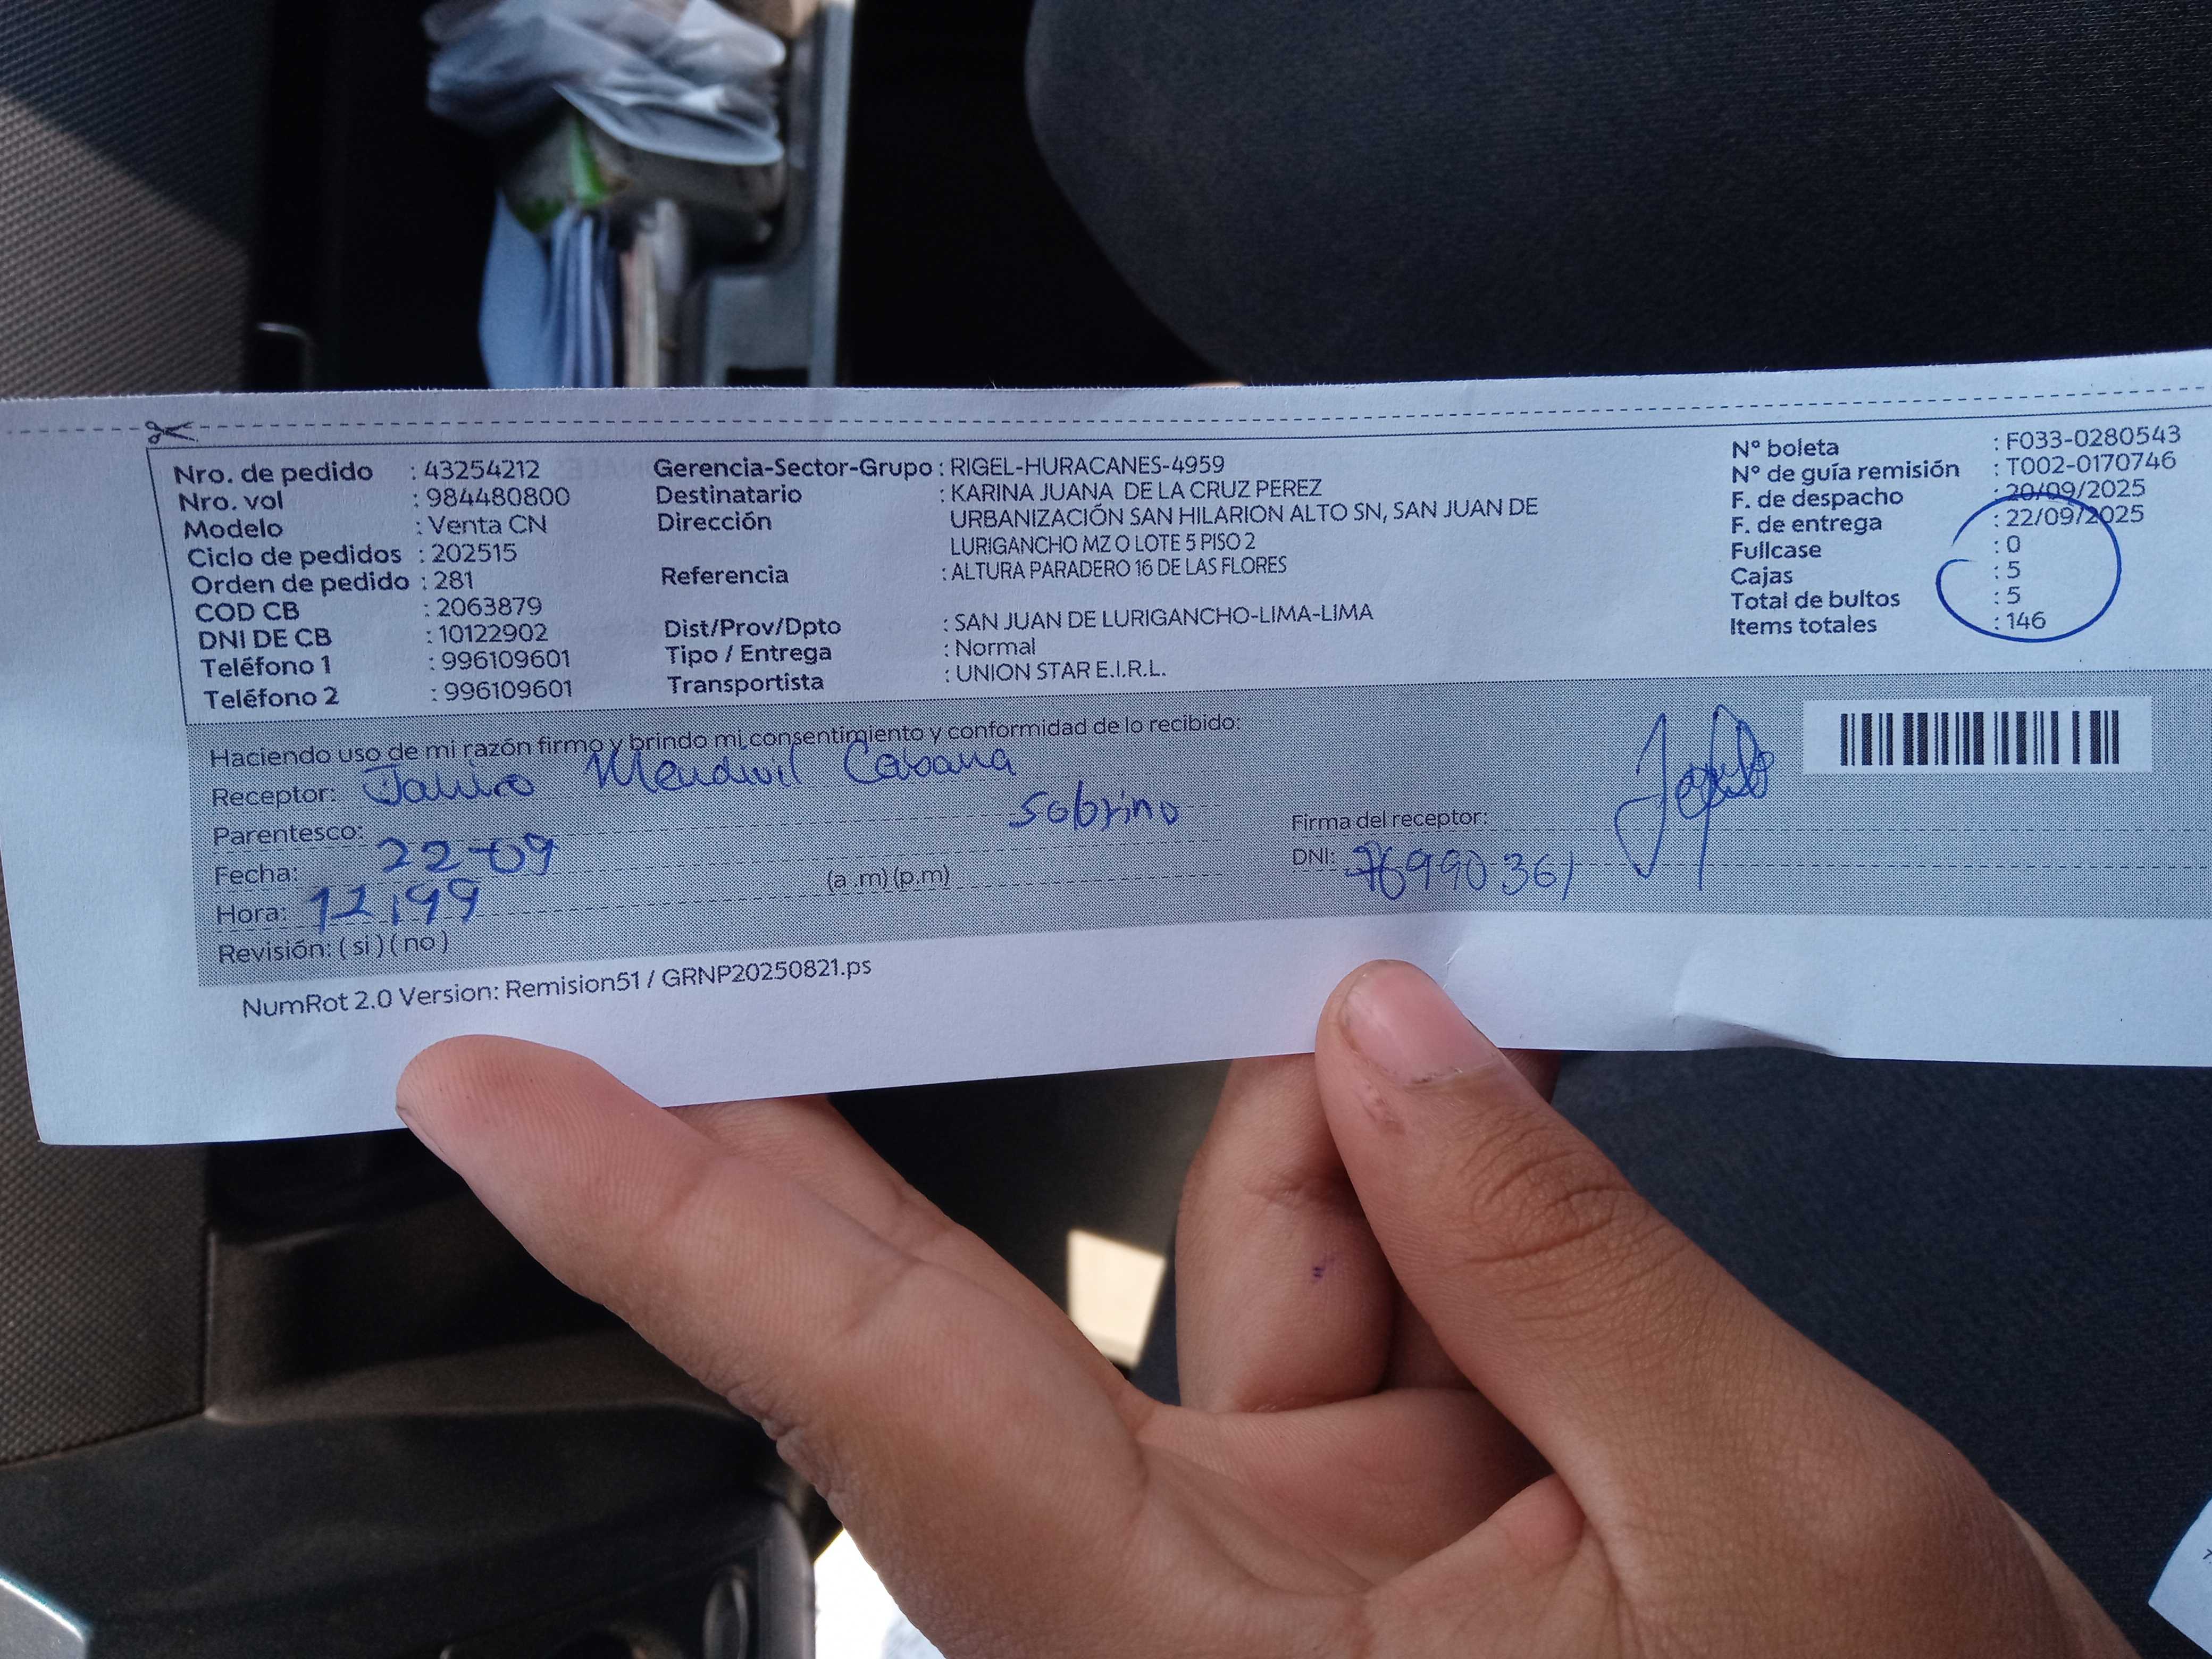 Nro. de pedido : 43254212
Nro. vol : 984480800
Modelo : Venta CN
Ciclo de pedidos : 202515
Orden de pedido : 281
COD CB : 2063879
DNI DE CB : 10122902
Teléfono 1 : 996109601
Teléfono 2 : 996109601
Gerencia-Sector-Grupo : RIGEL-HURACANES-4959
Destinatario : KARINA JUANA DE LA CRUZ PEREZ
Dirección URBANIZACIÓN SAN HILARION ALTO SN, SAN JUAN DE
LURIGANCHO MZ O LOTE 5 PISO 2
Referencia : ALTURA PARADERO 16 DE LAS FLORES
Dist/Prov/Dpto : SAN JUAN DE LURIGANCHO-LIMA-LIMA
Tipo / Entrega : Normal
Transportista : UNION STAR E.I.R.L.
N° boleta : F033-0280543
N° de guía remisión : T002-0170746
F. de despacho : 20/09/2025
F. de entrega : 22/09/2025
Fullcase : 0
Cajas : 5
Total de bultos : 5
Items totales : 146
Haciendo uso de mi razón firmo y brindo mi consentimiento y conformidad de lo recibido:
Receptor:
Parentesco: Sobrino
Fecha: 22-09
Hora: (a .m) (p.m)
Revisión: ( si ) ( no )
Firma del receptor:
DNI: 76990361
NumRot 2.0 Version: Remision51 / GRNP20250821.ps